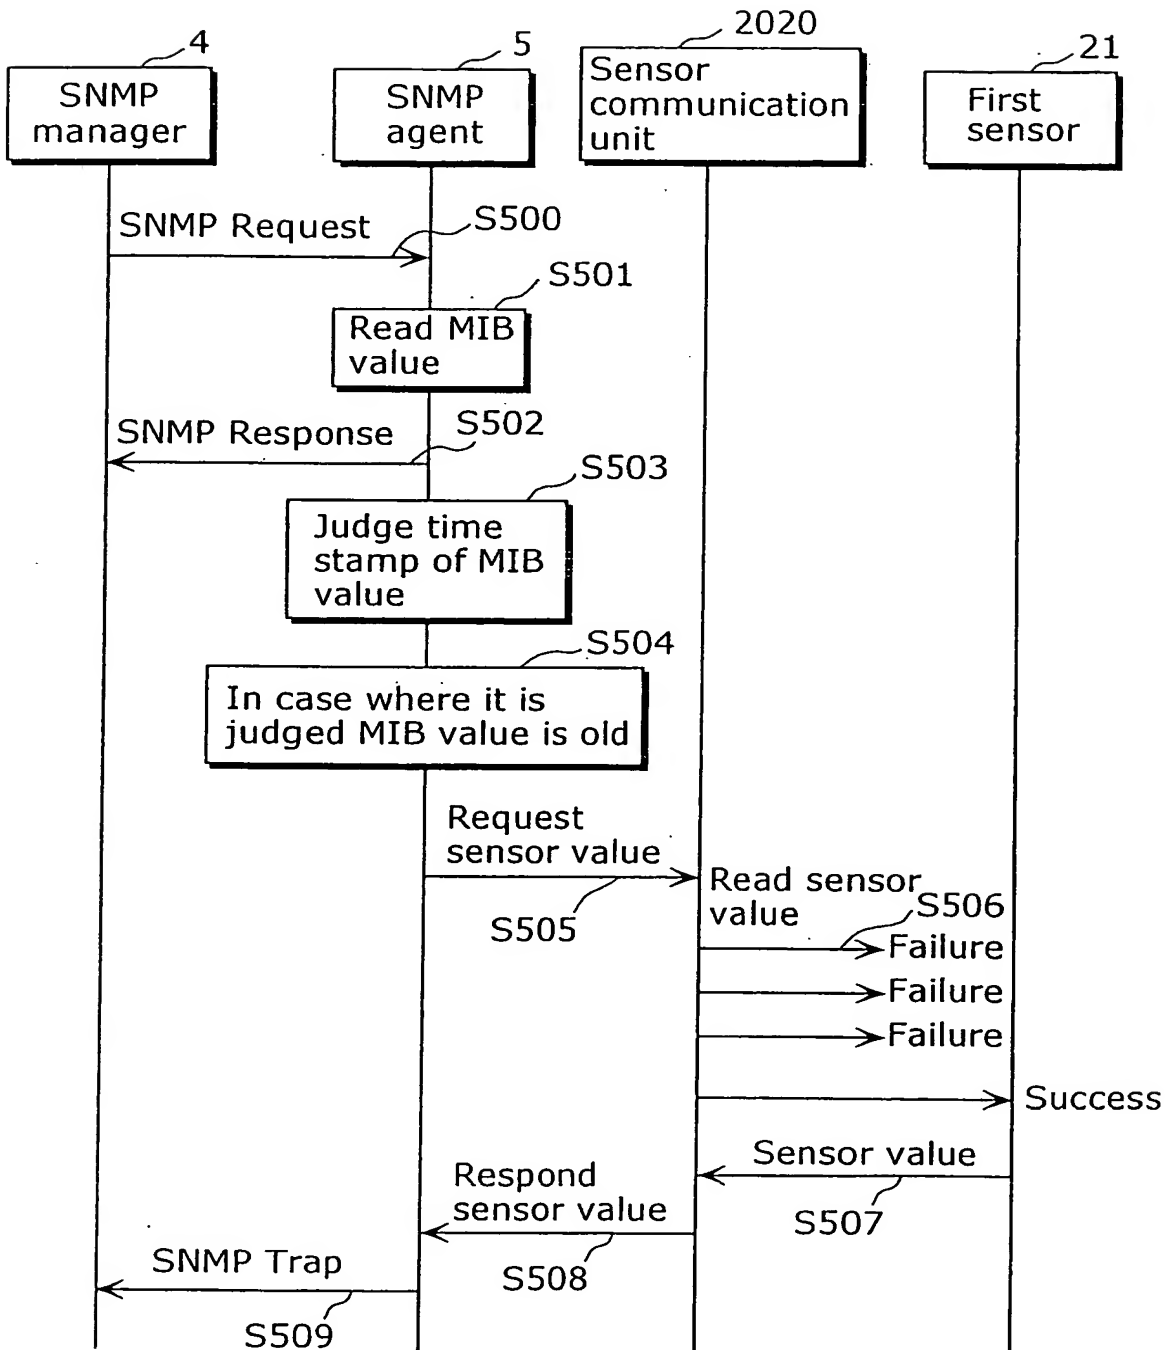 4
5
2020
21
SNMP
manager
SNMP
agent
Sensor
communication
unit
First
sensor
SNMP Request
S500
S501
Read MIB
value
SNMP Response
S502
S503
Judge time
stamp of MIB
value
S504
In case where it is
judged MIB value is old
Request
sensor value
S505
Read sensor
value
S506
Failure
Failure
Failure
Success
Sensor value
S507
Respond
sensor value
S508
SNMP Trap
S509